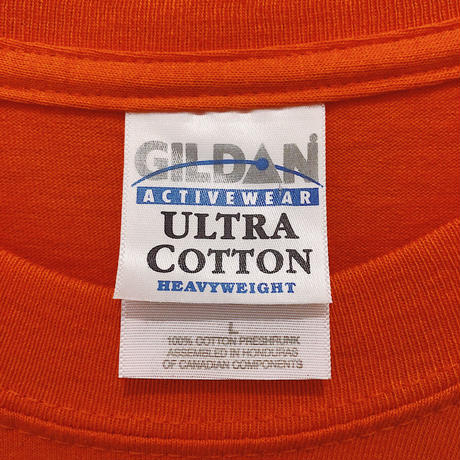 GILDAN
ACTIVEWEAR
ULTRA
COTTON
HEAVYWEIGHT
L
100% COTTON PRESHRUNK
ASSEMBLED IN HONDURAS
OF CANADIAN COMPONENTS